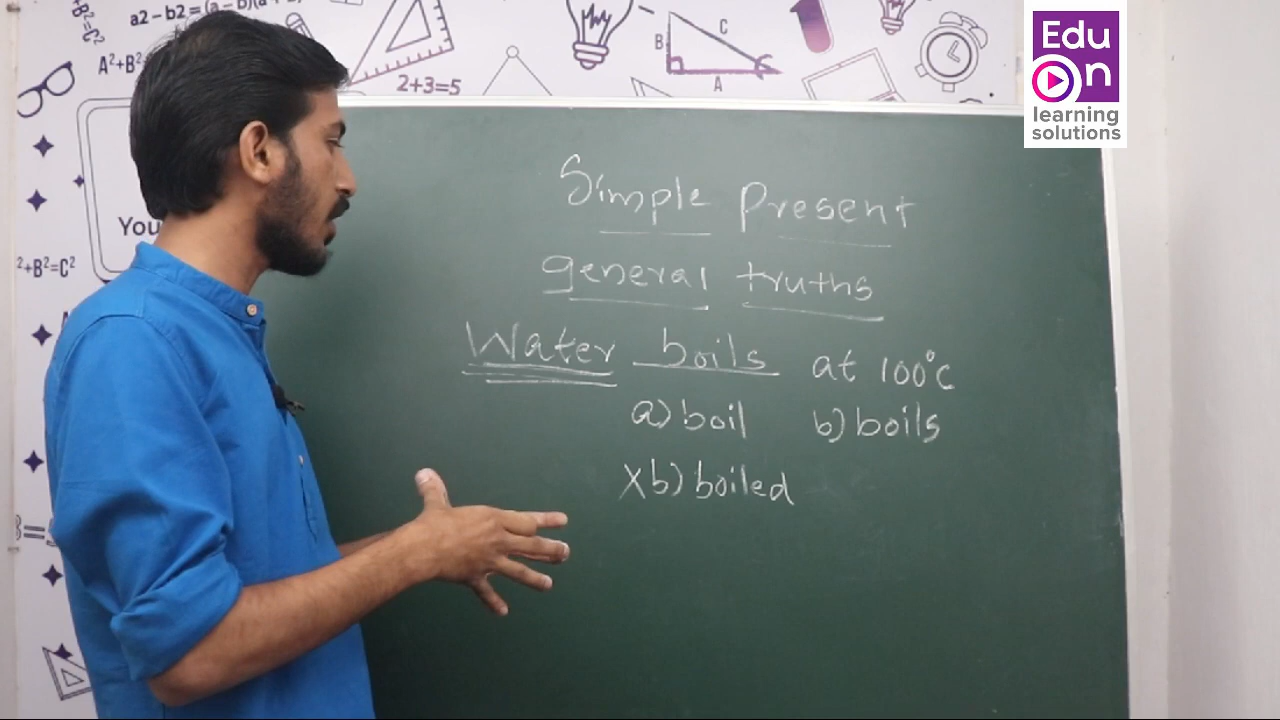 a2 – b2 = (a – b)(a +
A²+B²
2+3=5
B
C
A
Edu
On
learning
solutions
You
²+B²=C²
Simple Present
general truths
Water boils at 100°c
a) boil b) boils
x b) boiled